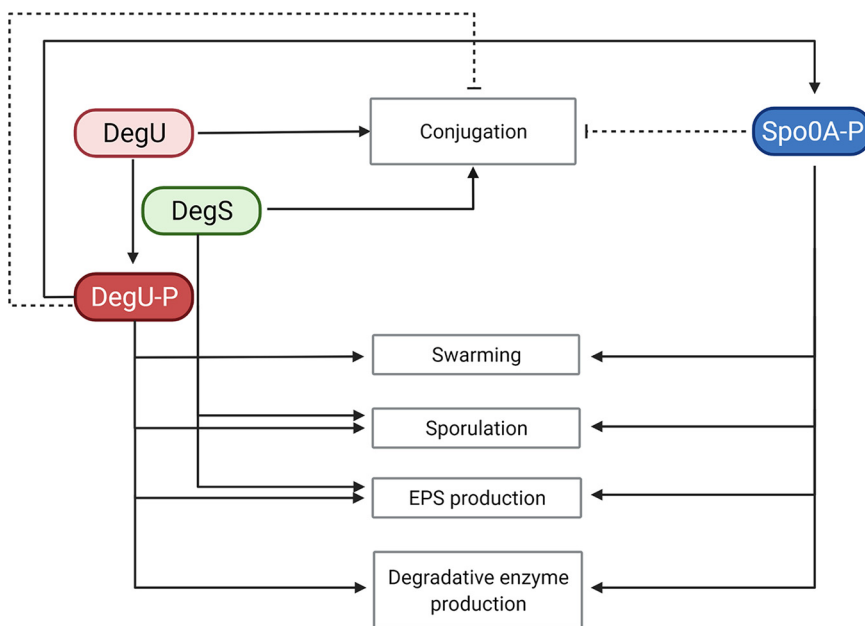 DegU
Conjugation
Spo0A-P
DegS
DegU-P
Swarming
Sporulation
EPS production
Degradative enzyme
production